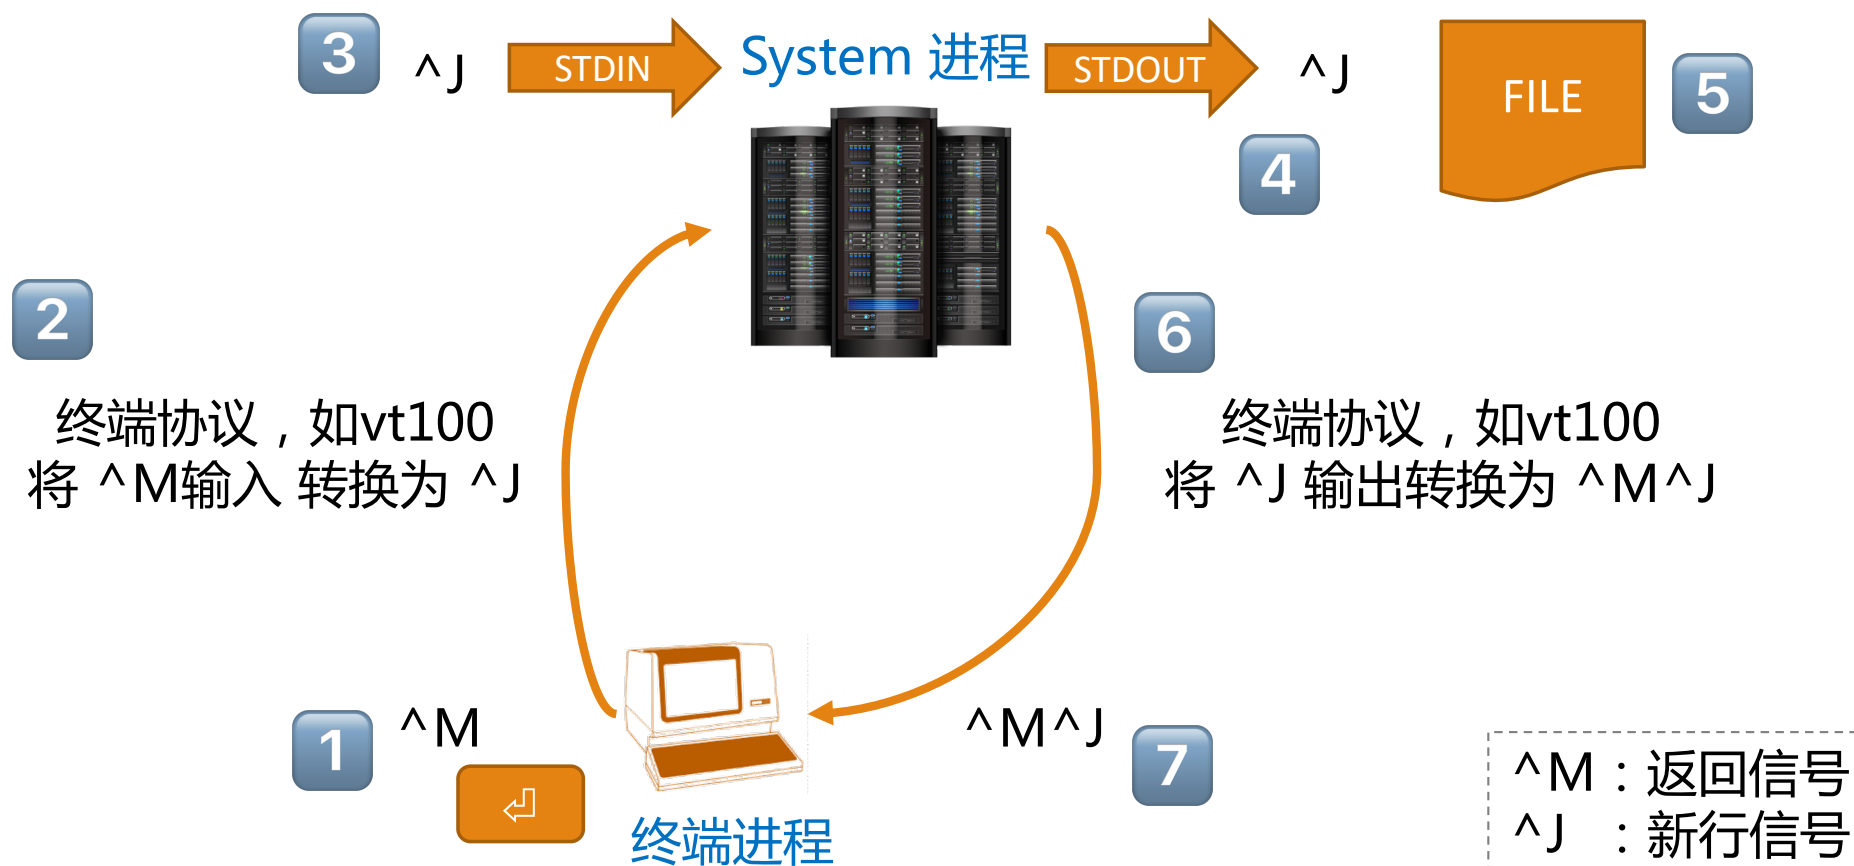 3
^J
STDIN
System 进程
STDOUT
^J
FILE
5
4
2
终端协议，如vt100
将 ^M输入 转换为 ^J
6
终端协议，如vt100
将 ^J 输出转换为 ^M^J
1
^M
⏎
终端进程
^M^J
7
^M：返回信号
^J ：新行信号